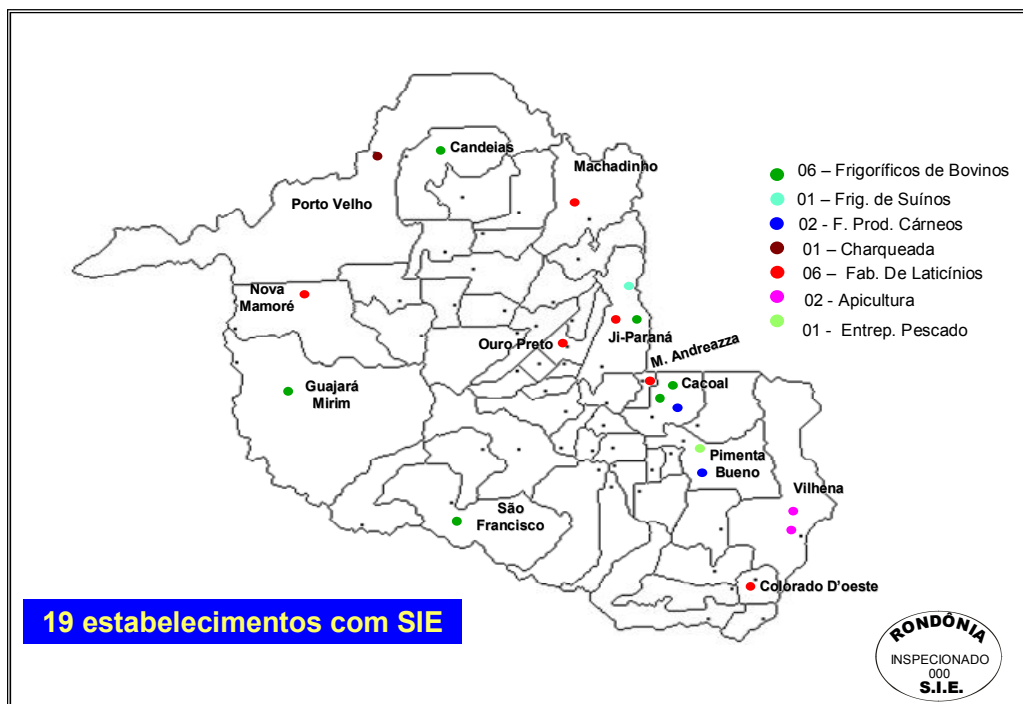 Candeias
Machadinho
Porto Velho
Nova
Mamoré
Ouro Preto
Ji-Paraná
M. Andreazza
Cacoal
Guajará
Mirim
Pimenta
Bueno
Vilhena
São
Francisco
Colorado D'oeste
06 – Frigoríficos de Bovinos
01 – Frig. de Suínos
02 - F. Prod. Cárneos
01 – Charqueada
06 – Fab. De Laticínios
02 - Apicultura
01 - Entrep. Pescado
19 estabelecimentos com SIE
RONDÔNIA
INSPECIONADO
000
S.I.E.